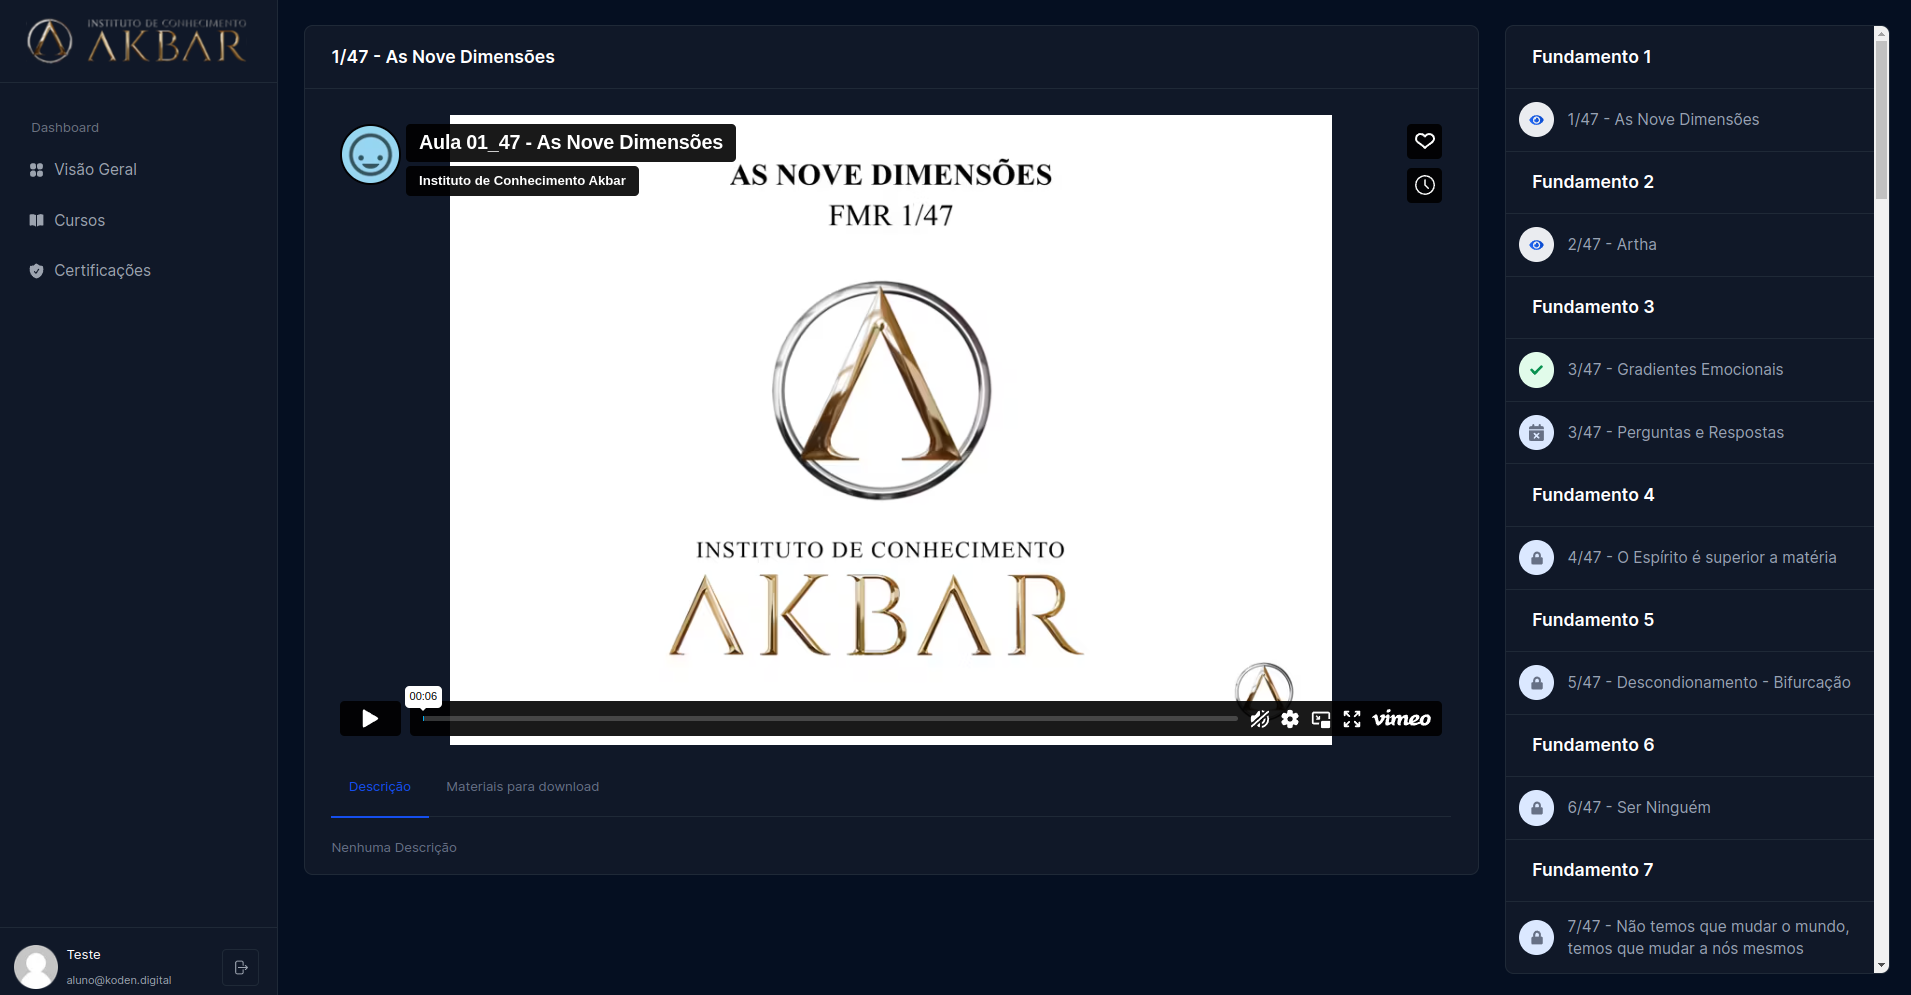 INSTITUTO DE CONHECIMENTO
AKBAR
Dashboard
Visão Geral
Cursos
Certificações
Teste
aluno@koden.digital
1/47 - As Nove Dimensões
Aula 01_47 - As Nove Dimensões
Instituto de Conhecimento Akbar
AS NOVE DIMENSÕES
FMR 1/47
INSTITUTO DE CONHECIMENTO
AKBAR
00:06
vimeo
Descrição
Materiais para download
Nenhuma Descrição
Fundamento 1
1/47 - As Nove Dimensões
Fundamento 2
2/47 - Artha
Fundamento 3
3/47 - Gradientes Emocionais
3/47 - Perguntas e Respostas
Fundamento 4
4/47 - O Espírito é superior a matéria
Fundamento 5
5/47 - Descondionamento - Bifurcação
Fundamento 6
6/47 - Ser Ninguém
Fundamento 7
7/47 - Não temos que mudar o mundo,
temos que mudar a nós mesmos